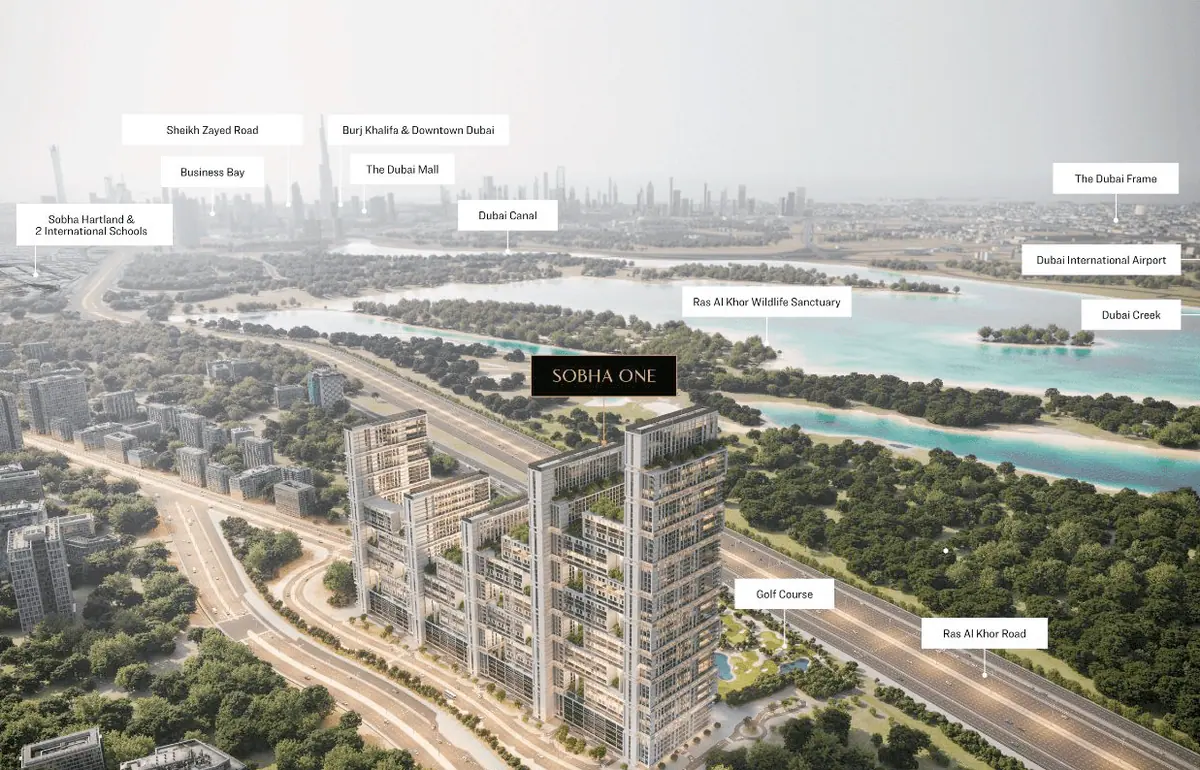 Sheikh Zayed Road
Burj Khalifa & Downtown Dubai
Business Bay
The Dubai Mall
The Dubai Frame
Sobha Hartland &
2 International Schools
Dubai Canal
Dubai International Airport
Ras Al Khor Wildlife Sanctuary
Dubai Creek
SOBHA ONE
Golf Course
Ras Al Khor Road